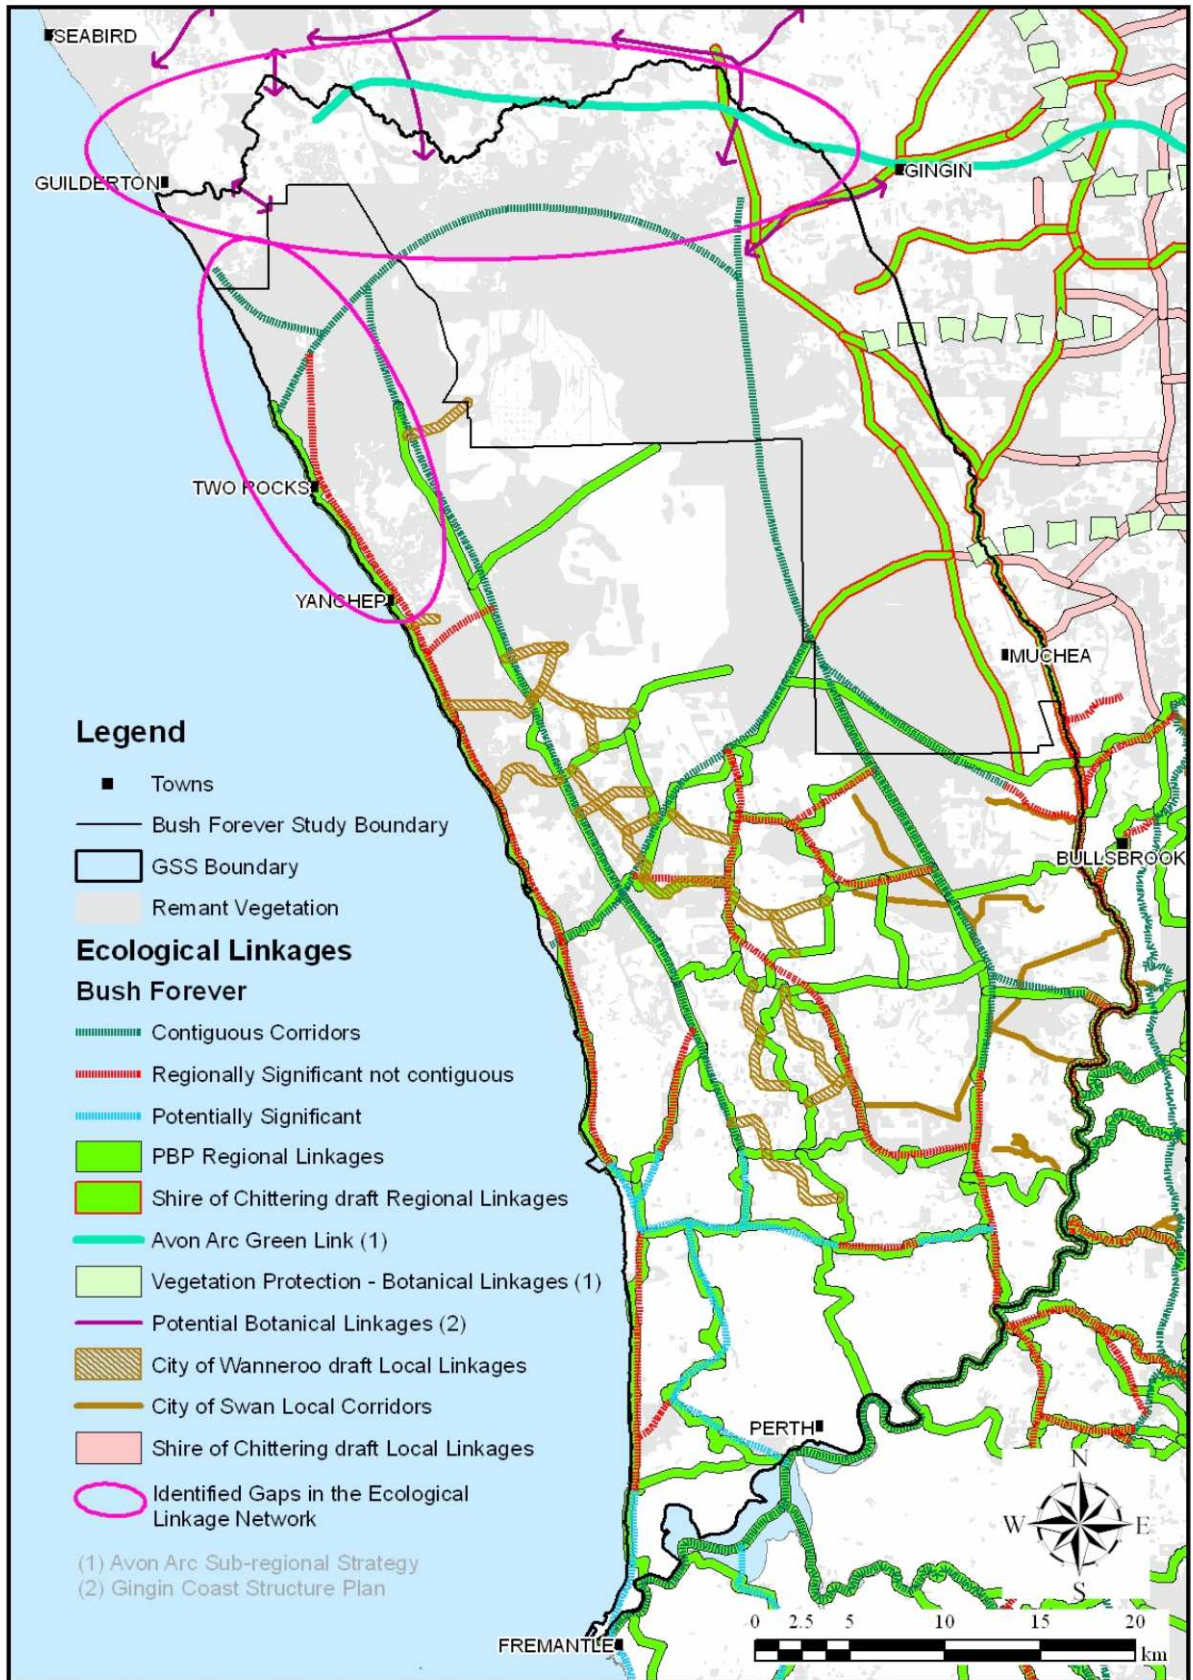 SEABIRD
GUILDERTON
GINGIN
TWO ROCKS
YANCHEP
MUCHEA
BULLSBROOK
Legend
Towns
Bush Forever Study Boundary
GSS Boundary
Remant Vegetation
Ecological Linkages
Bush Forever
Contiguous Corridors
Regionally Significant not contiguous
Potentially Significant
PBP Regional Linkages
Shire of Chittering draft Regional Linkages
Avon Arc Green Link (1)
Vegetation Protection - Botanical Linkages (1)
Potential Botanical Linkages (2)
City of Wanneroo draft Local Linkages
City of Swan Local Corridors
Shire of Chittering draft Local Linkages
Identified Gaps in the Ecological
Linkage Network
(1) Avon Arc Sub-regional Strategy
(2) Gingin Coast Structure Plan
PERTH
FREMANTLE
N
W E
S
0 2.5 5 10 15 20
km